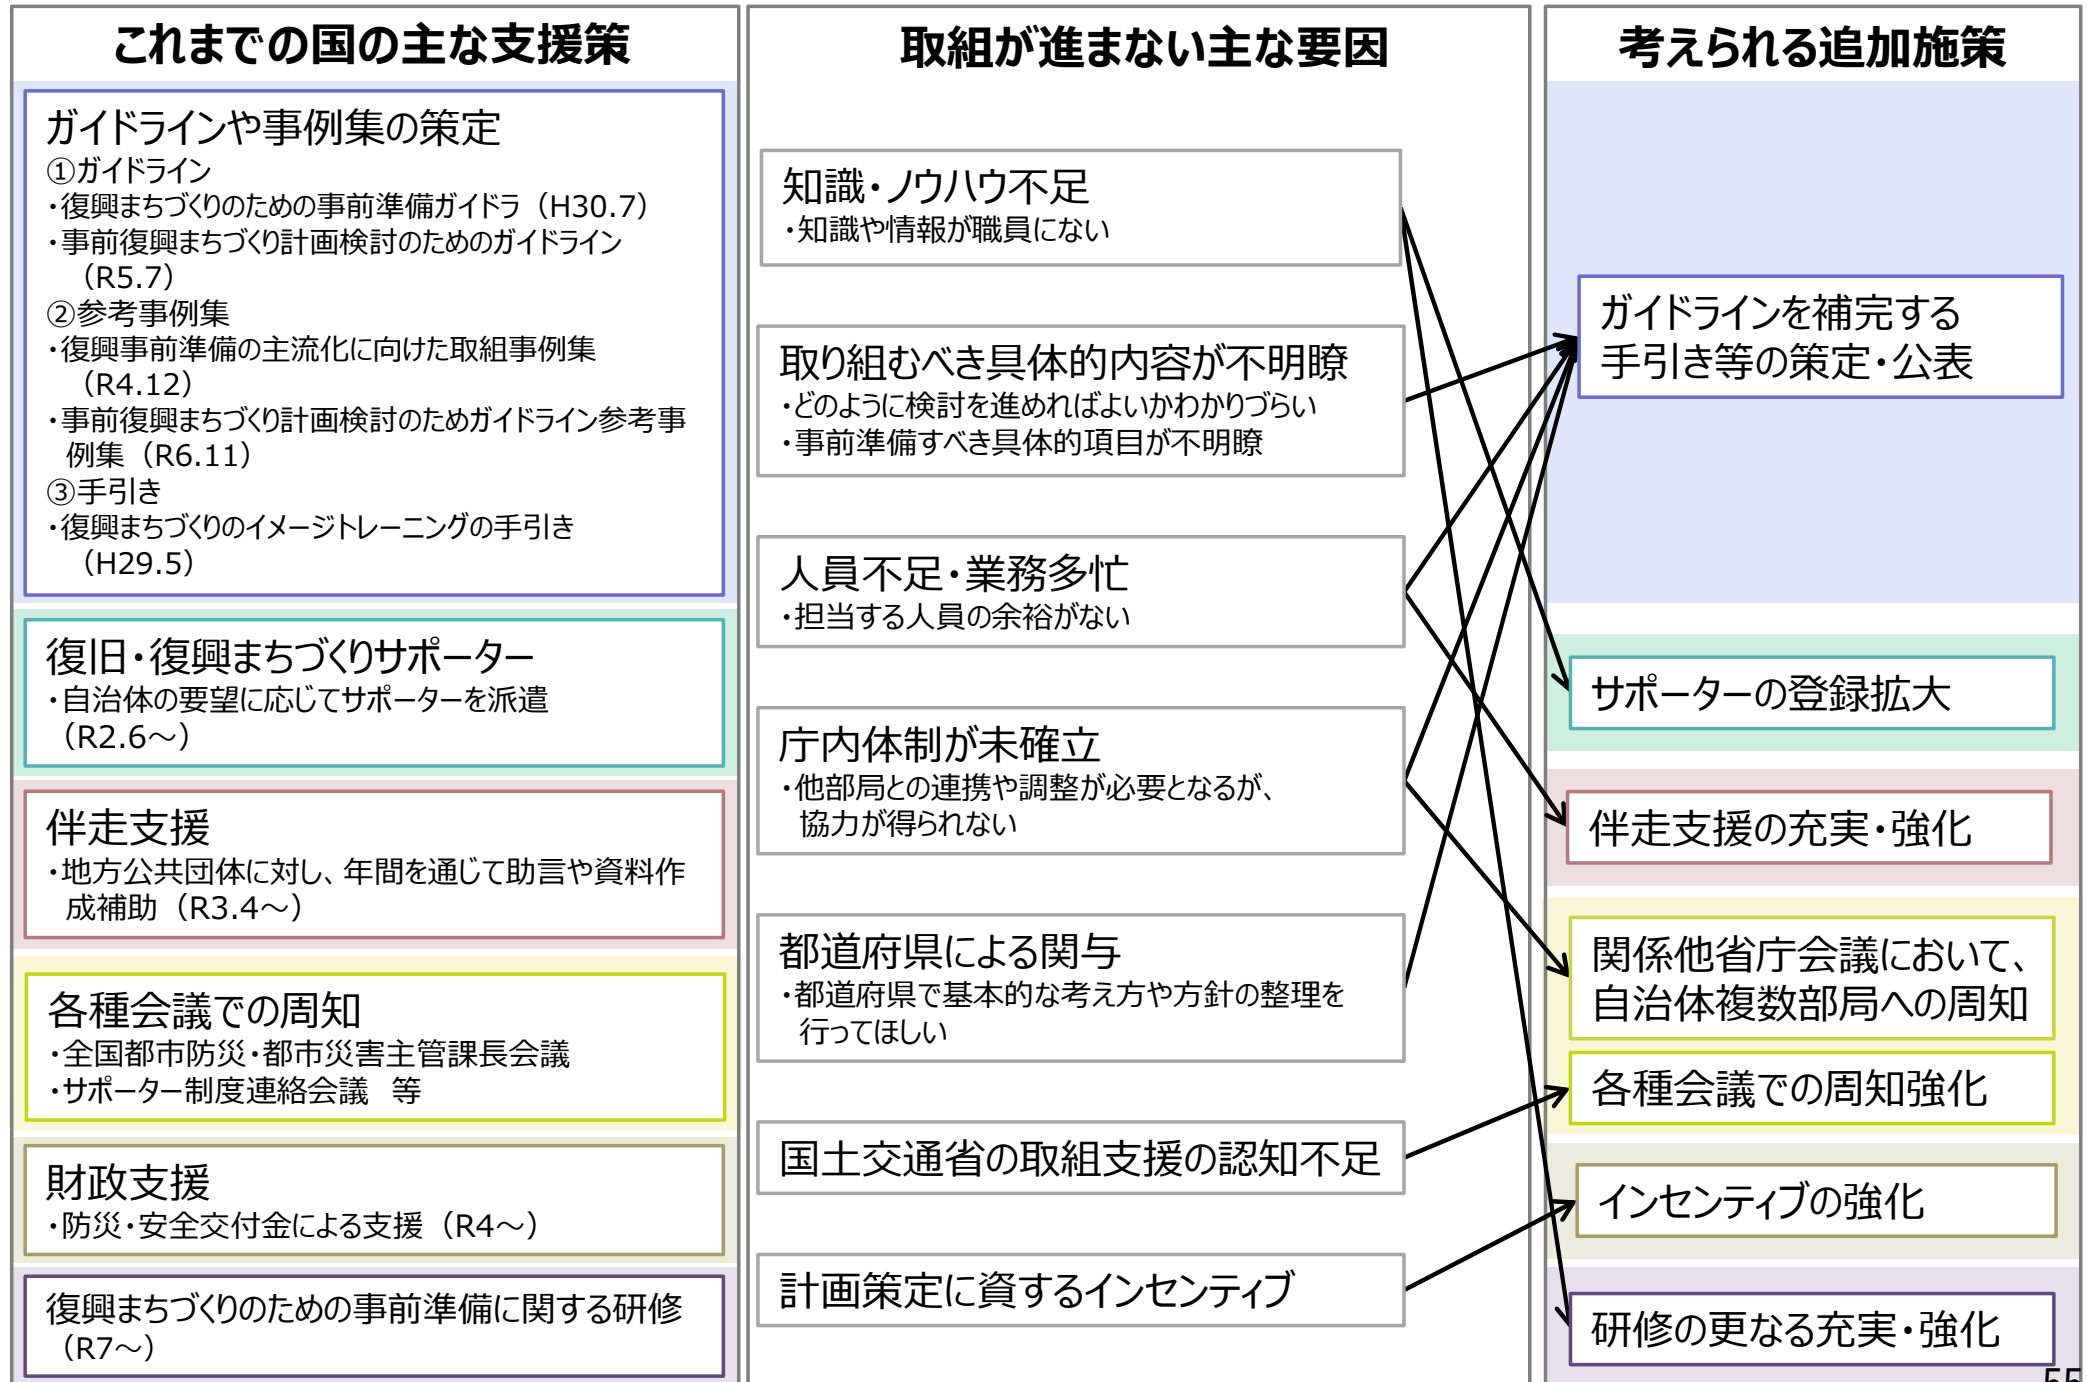 これまでの国の主な支援策
ガイドラインや事例集の策定
①ガイドライン
・復興まちづくりのための事前準備ガイドラ（H30.7）
・事前復興まちづくり計画検討のためのガイドライン
（R5.7）
②参考事例集
・復興事前準備の主流化に向けた取組事例集
（R4.12）
・事前復興まちづくり計画検討のためガイドライン参考事
例集（R6.11）
③手引き
・復興まちづくりのイメージトレーニングの手引き
（H29.5）
復旧・復興まちづくりサポーター
・自治体の要望に応じてサポーターを派遣
（R2.6～）
伴走支援
・地方公共団体に対し、年間を通じて助言や資料作
成補助（R3.4～）
各種会議での周知
・全国都市防災・都市災害主管課長会議
・サポーター制度連絡会議　等
財政支援
・防災・安全交付金による支援（R4～）
復興まちづくりのための事前準備に関する研修
（R7～）
取組が進まない主な要因
知識・ノウハウ不足
・知識や情報が職員にない
取り組むべき具体的内容が不明瞭
・どのように検討を進めればよいかわかりづらい
・事前準備すべき具体的項目が不明瞭
人員不足・業務多忙
・担当する人員の余裕がない
庁内体制が未確立
・他部局との連携や調整が必要となるが、
協力が得られない
都道府県による関与
・都道府県で基本的な考え方や方針の整理を
行ってほしい
国土交通省の取組支援の認知不足
計画策定に資するインセンティブ
考えられる追加施策
ガイドラインを補完する
手引き等の策定・公表
サポーターの登録拡大
伴走支援の充実・強化
関係他省庁会議において、
自治体複数部局への周知
各種会議での周知強化
インセンティブの強化
研修の更なる充実・強化
55